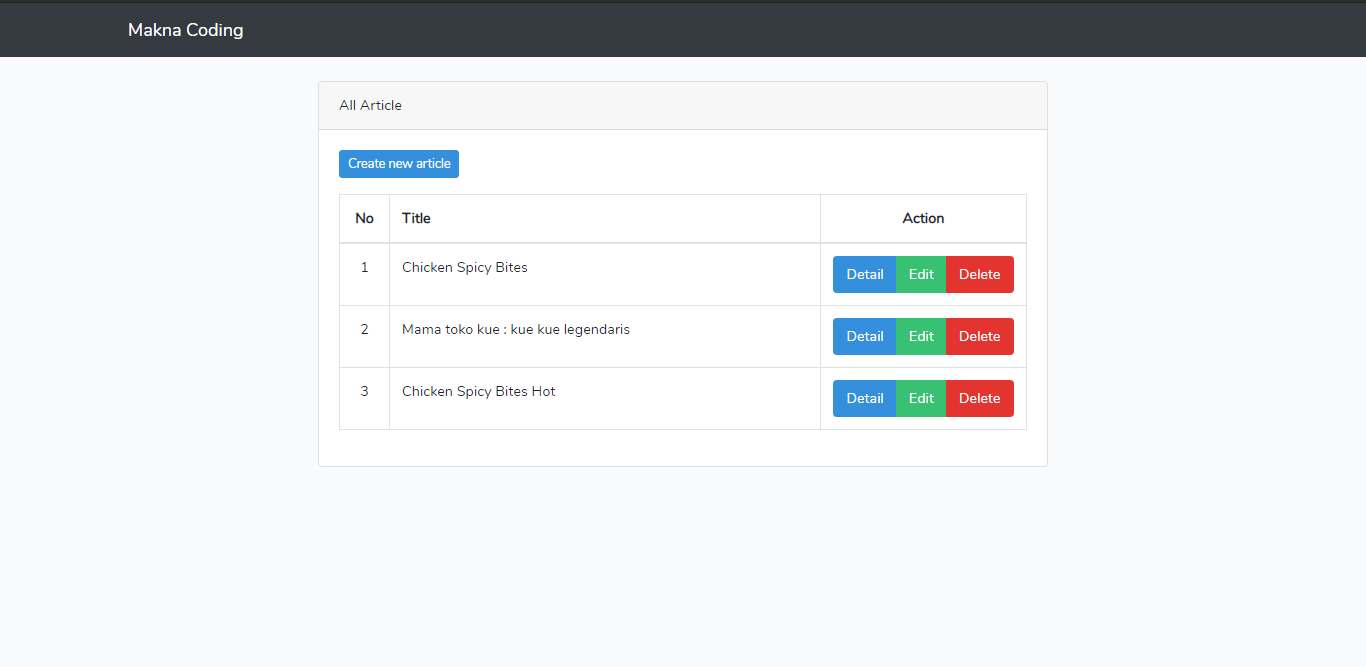 Makna Coding
All Article
Create new article
No Title Action
1 Chicken Spicy Bites Detail Edit Delete
2 Mama toko kue : kue kue legendaris Detail Edit Delete
3 Chicken Spicy Bites Hot Detail Edit Delete